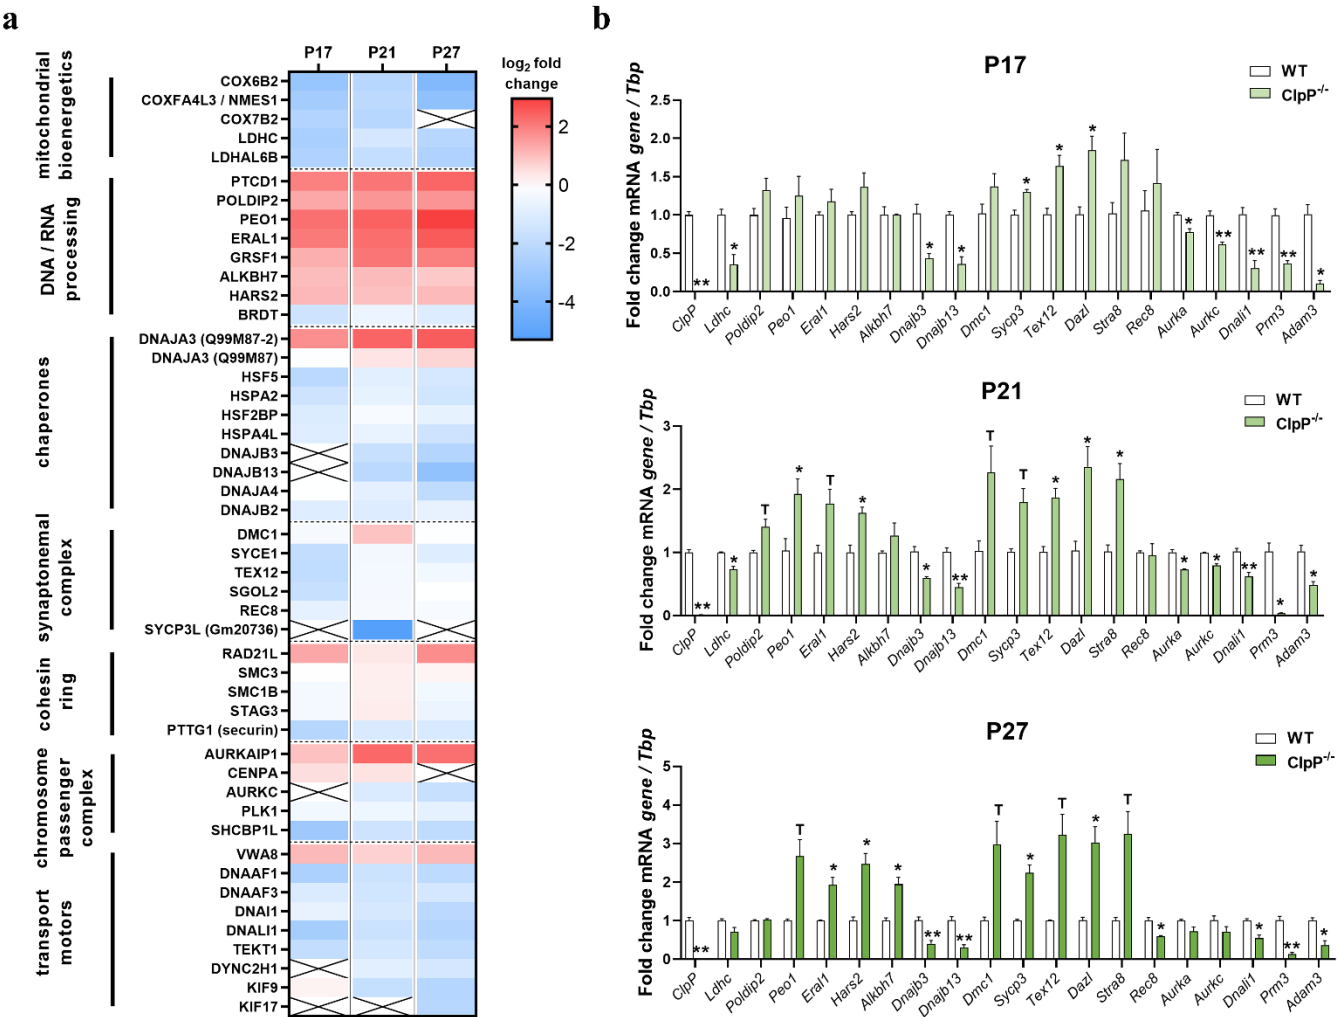 a
P17 P21 P27
log2 fold
change
2
0
-2
-4
mitochondrial
bioenergetics
COX6B2
COXFA4L3 / NMES1
COX7B2
LDHC
LDHAL6B
DNA / RNA
processing
PTCD1
POLDIP2
PEO1
ERAL1
GRSF1
ALKBH7
HARS2
BRDT
chaperones
DNAJA3 (Q99M87-2)
DNAJA3 (Q99M87)
HSF5
HSPA2
HSF2BP
HSPA4L
DNAJB3
DNAJB13
DNAJA4
DNAJB2
synaptonemal
complex
DMC1
SYCE1
TEX12
SGOL2
REC8
SYCP3L (Gm20736)
cohesin
ring
RAD21L
SMC3
SMC1B
STAG3
PTTG1 (securin)
chromosome
passenger
complex
AURKAIP1
CENPA
AURKC
PLK1
SHCBP1L
transport
motors
VWA8
DNAAF1
DNAAF3
DNAI1
DNALI1
TEKT1
DYNC2H1
KIF9
KIF17
b
P17
WT
ClpP-/-
Fold change mRNA gene / Tbp
2.5
2.0
1.5
1.0
0.5
0.0
** * * * * * * * ** ** ** *
ClpP Ldhc Poldip2 Peo1 Eral1 Hars2 Alkbh7 Dnajb3 Dnajb13 Dmc1 Sycp3 Tex12 Dazl Stra8 Rec8 Aurka Aurkc Dnali1 Prm3 Adam3
P21
WT
ClpP-/-
Fold change mRNA gene / Tbp
3
2
1
0
** * T * T * * ** T T * * * * * ** * *
ClpP Ldhc Poldip2 Peo1 Eral1 Hars2 Alkbh7 Dnajb3 Dnajb13 Dmc1 Sycp3 Tex12 Dazl Stra8 Rec8 Aurka Aurkc Dnali1 Prm3 Adam3
P27
WT
ClpP-/-
Fold change mRNA gene / Tbp
5
4
3
2
1
0
** T * * * ** ** T * T * T * * ** *
ClpP Ldhc Poldip2 Peo1 Eral1 Hars2 Alkbh7 Dnajb3 Dnajb13 Dmc1 Sycp3 Tex12 Dazl Stra8 Rec8 Aurka Aurkc Dnali1 Prm3 Adam3